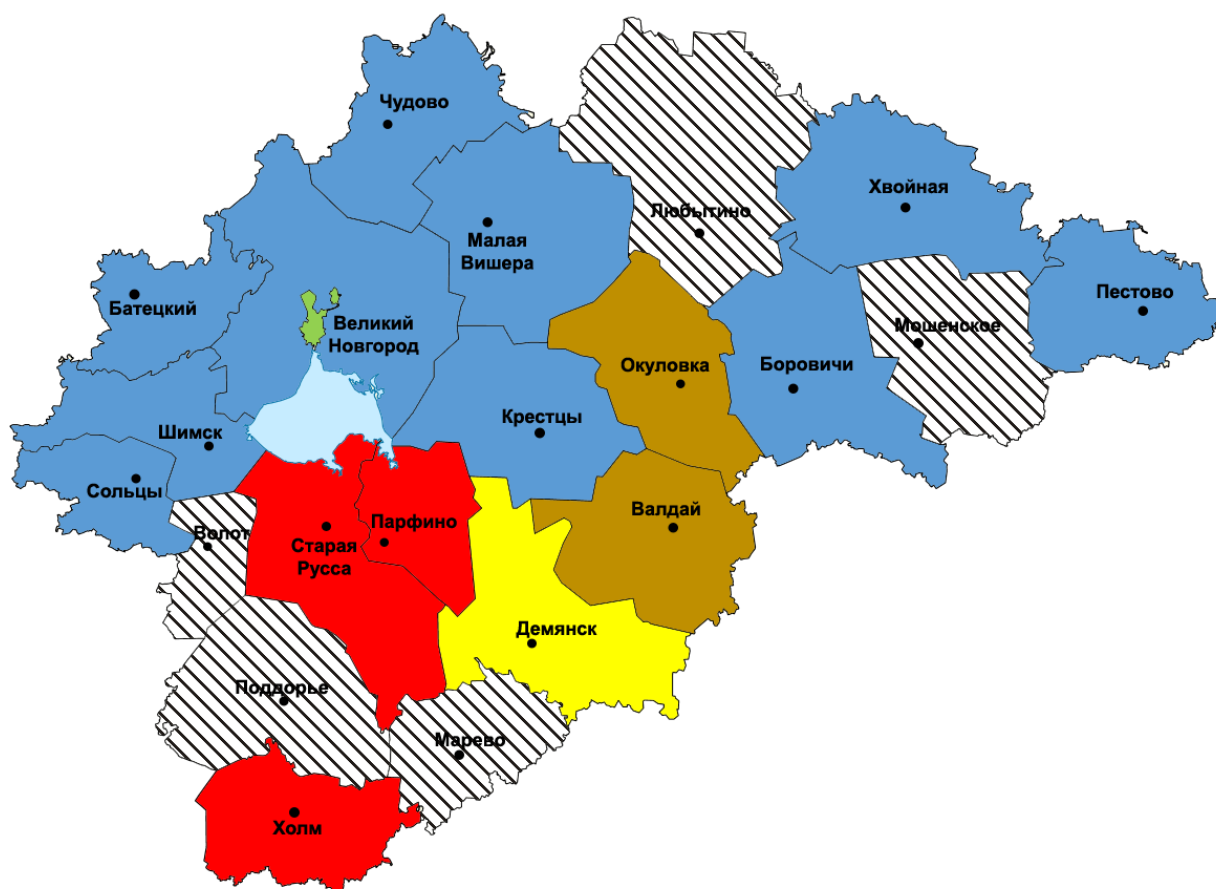 Чудово
Хвойная
Любытино
Малая
Вишера
Пестово
Батецкий
Великий
Новгород
Мошенское
Окуловка
Боровичи
Шимск
Крестцы
Сольцы
Волот
Парфино
Валдай
Старая
Русса
Демянск
Поддорье
Марево
Холм